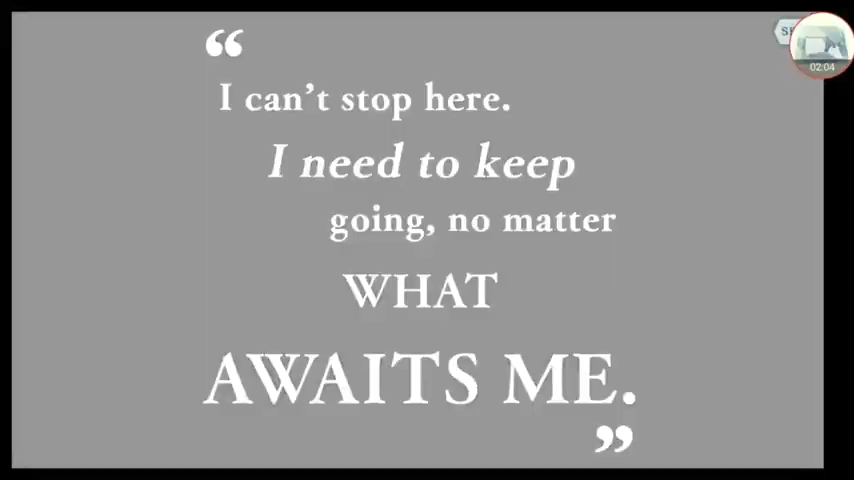 “
I can’t stop here.
I need to keep
going, no matter
WHAT
AWAITS ME.
”
02:04